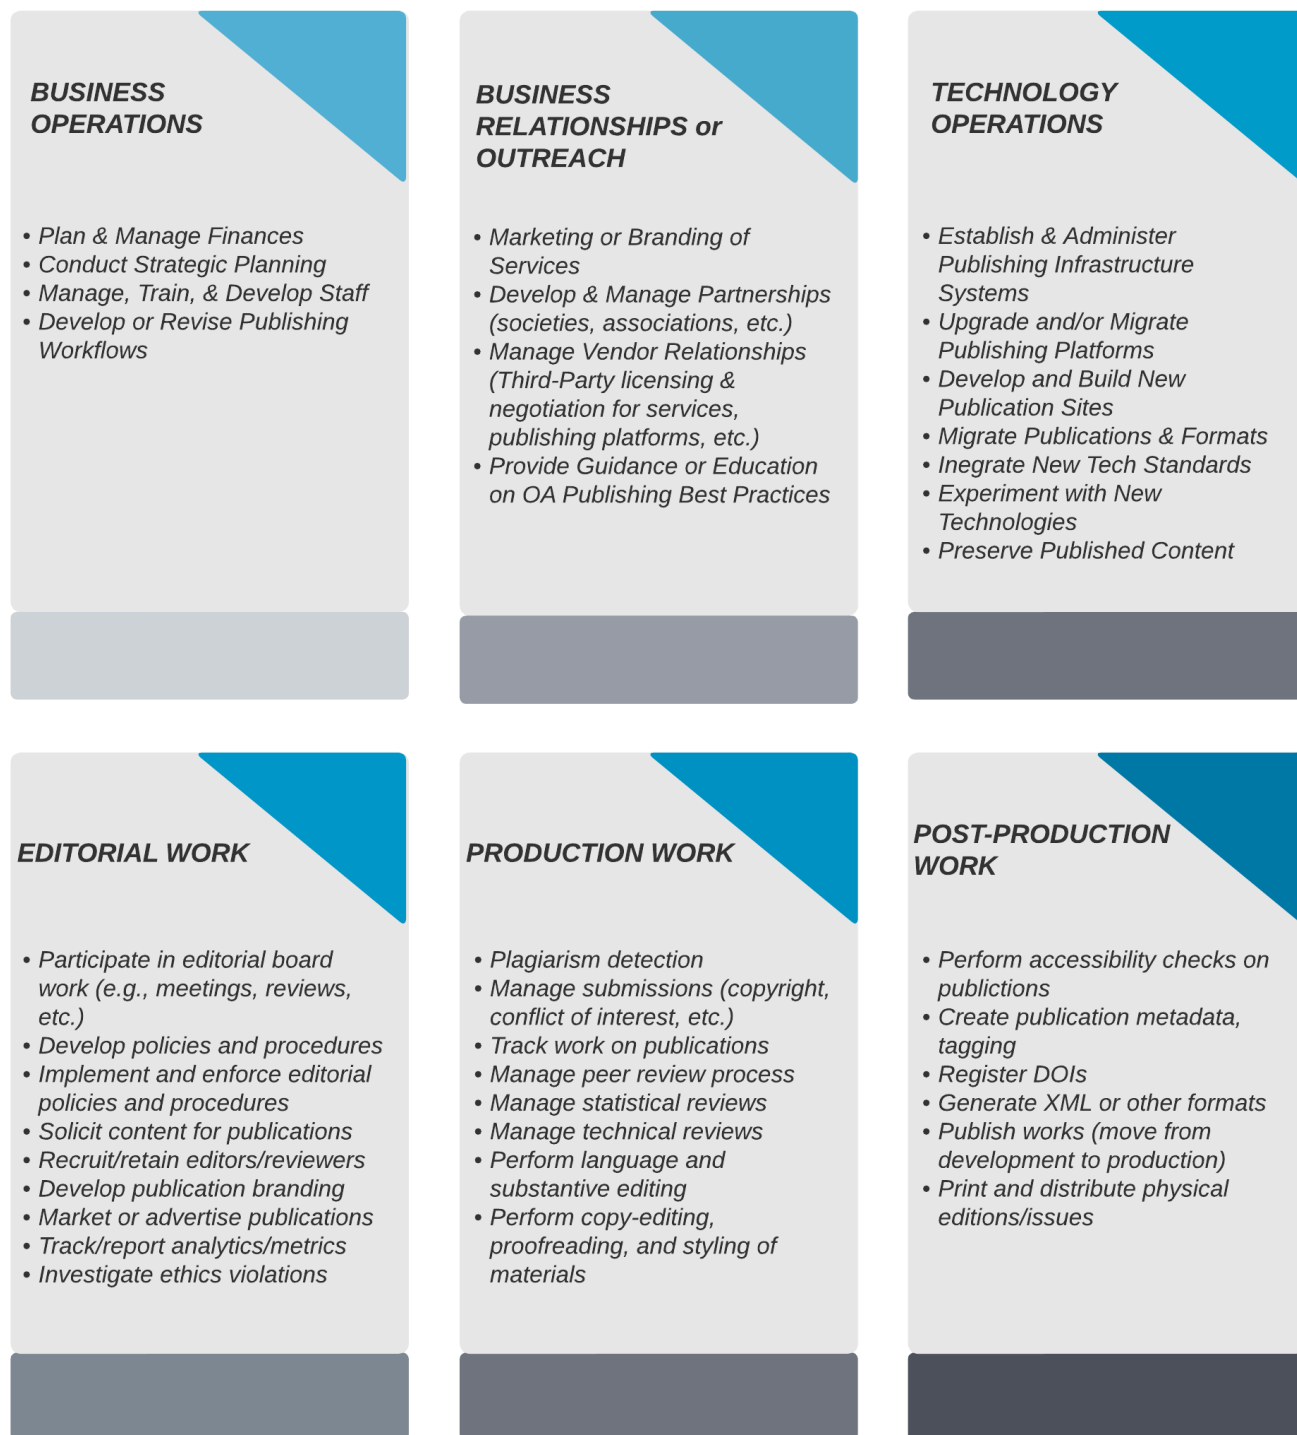 BUSINESS
OPERATIONS
• Plan & Manage Finances
• Conduct Strategic Planning
• Manage, Train, & Develop Staff
• Develop or Revise Publishing
Workflows
BUSINESS
RELATIONSHIPS or
OUTREACH
• Marketing or Branding of
Services
• Develop & Manage Partnerships
(societies, associations, etc.)
• Manage Vendor Relationships
(Third-Party licensing &
negotiation for services,
publishing platforms, etc.)
• Provide Guidance or Education
on OA Publishing Best Practices
TECHNOLOGY
OPERATIONS
• Establish & Administer
Publishing Infrastructure
Systems
• Upgrade and/or Migrate
Publishing Platforms
• Develop and Build New
Publication Sites
• Migrate Publications & Formats
• Inegrate New Tech Standards
• Experiment with New
Technologies
• Preserve Published Content
EDITORIAL WORK
• Participate in editorial board
work (e.g., meetings, reviews,
etc.)
• Develop policies and procedures
• Implement and enforce editorial
policies and procedures
• Solicit content for publications
• Recruit/retain editors/reviewers
• Develop publication branding
• Market or advertise publications
• Track/report analytics/metrics
• Investigate ethics violations
PRODUCTION WORK
• Plagiarism detection
• Manage submissions (copyright,
conflict of interest, etc.)
• Track work on publications
• Manage peer review process
• Manage statistical reviews
• Manage technical reviews
• Perform language and
substantive editing
• Perform copy-editing,
proofreading, and styling of
materials
POST-PRODUCTION
WORK
• Perform accessibility checks on
publictions
• Create publication metadata,
tagging
• Register DOIs
• Generate XML or other formats
• Publish works (move from
development to production)
• Print and distribute physical
editions/issues